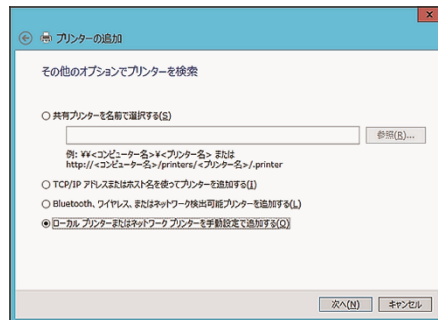 プリンターの追加
その他のオプションでプリンターを検索
共有プリンターを名前で選択する(S)
参照(R)...
例: ¥¥<コンピューター名>¥<プリンター名> または
http://<コンピューター名>/printers/<プリンター名>/.printer
TCP/IP アドレスまたはホスト名を使ってプリンターを追加する(I)
Bluetooth、ワイヤレス、またはネットワーク検出可能プリンターを追加する(L)
ローカル プリンターまたはネットワーク プリンターを手動設定で追加する(O)
次へ(N)
キャンセル